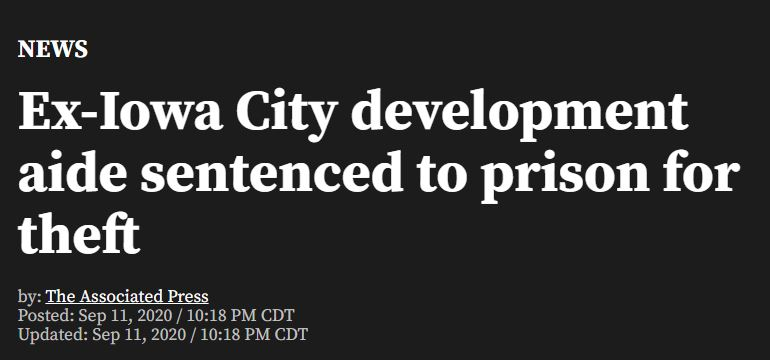 NEWS
Ex-Iowa City development
aide sentenced to prison for
theft
by: The Associated Press
Posted: Sep 11, 2020 / 10:18 PM CDT
Updated: Sep 11, 2020 / 10:18 PM CDT